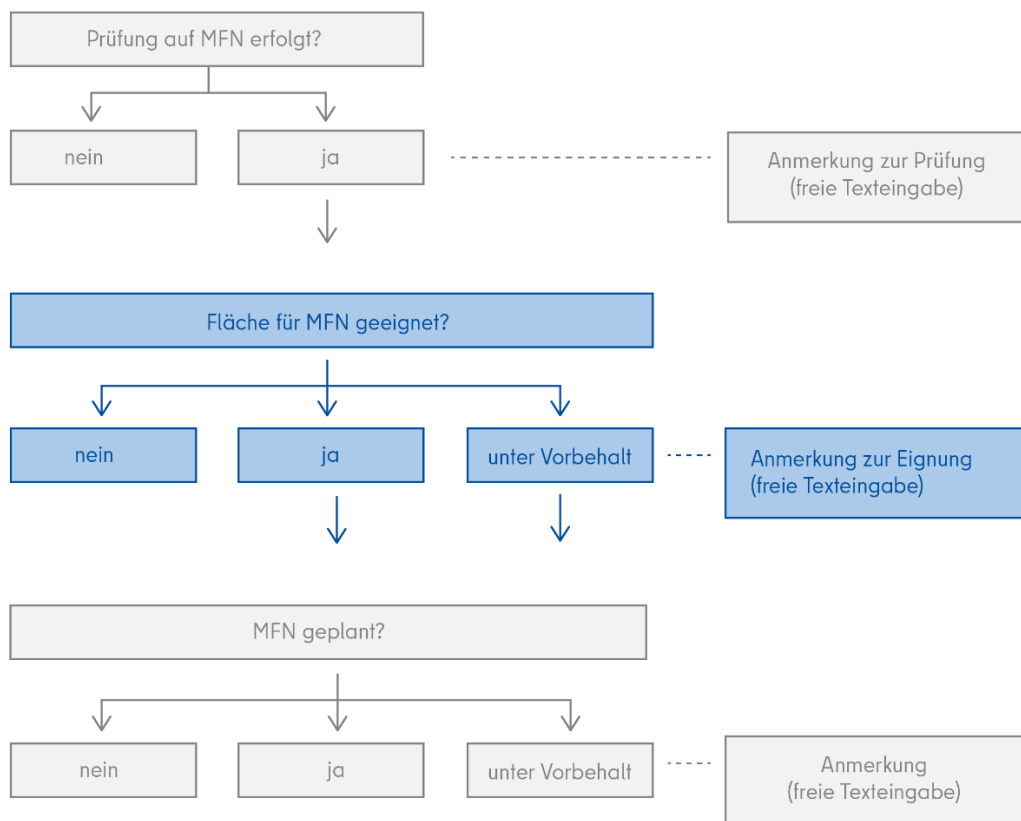 Prüfung auf MFN erfolgt?
nein
ja
Anmerkung zur Prüfung
(freie Texteingabe)
Fläche für MFN geeignet?
nein
ja
unter Vorbehalt
Anmerkung zur Eignung
(freie Texteingabe)
MFN geplant?
nein
ja
unter Vorbehalt
Anmerkung
(freie Texteingabe)